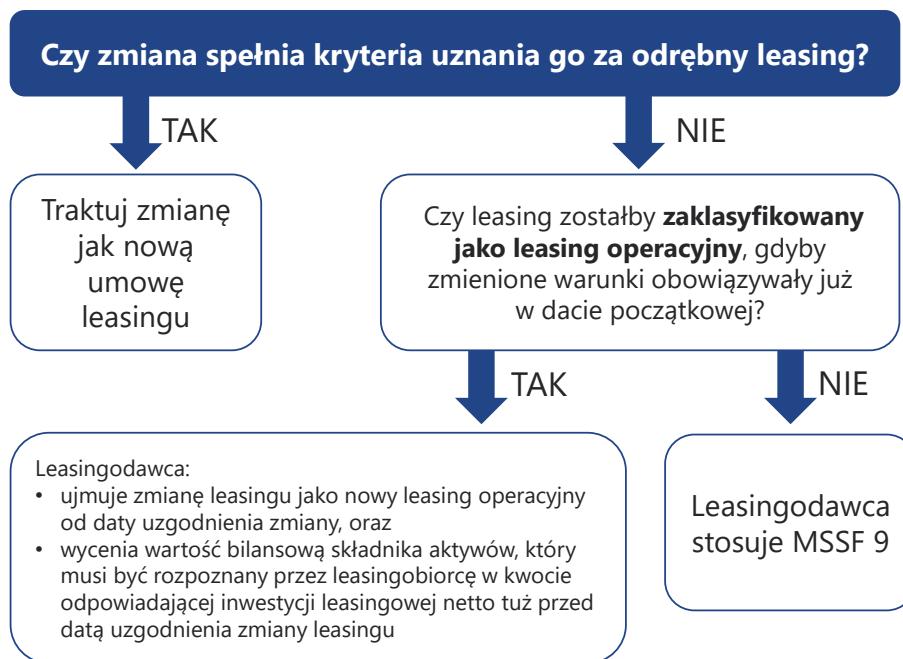 Czy zmiana spełnia kryteria uznania go za odrębny leasing?
TAK
NIE
Traktuj zmianę
jak nową
umowę
leasingu
Czy leasing zostałby zaklasyfikowany
jako leasing operacyjny, gdyby
zmienione warunki obowiązywały już
w dacie początkowej?
TAK
NIE
Leasingodawca:
• ujmuje zmianę leasingu jako nowy leasing operacyjny
od daty uzgodnienia zmiany, oraz
• wycenia wartość bilansową składnika aktywów, który
musi być rozpoznany przez leasingobiorcę w kwocie
odpowiadającej inwestycji leasingowej netto tuż przed
datą uzgodnienia zmiany leasingu
Leasingodawca
stosuje MSSF 9